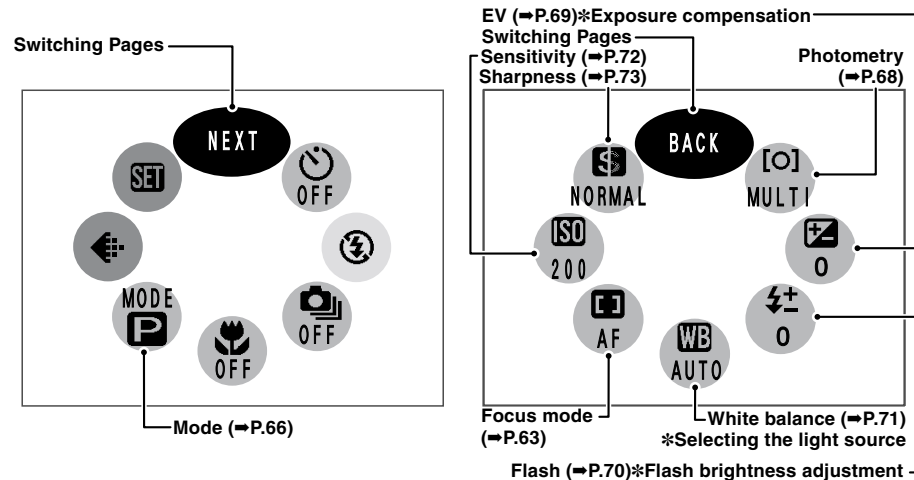 Switching Pages
NEXT
SET
OFF
MODE
P
OFF
OFF
Mode (➡P.66)
EV (➡P.69)✻Exposure compensation
Switching Pages
Sensitivity (➡P.72)
Sharpness (➡P.73)
Photometry
(➡P.68)
BACK
S
NORMAL
[O]
MULTI
ISO
200
0
AF
0
WB
AUTO
Focus mode
(➡P.63)
White balance (➡P.71)
✻Selecting the light source
Flash (➡P.70)✻Flash brightness adjustment